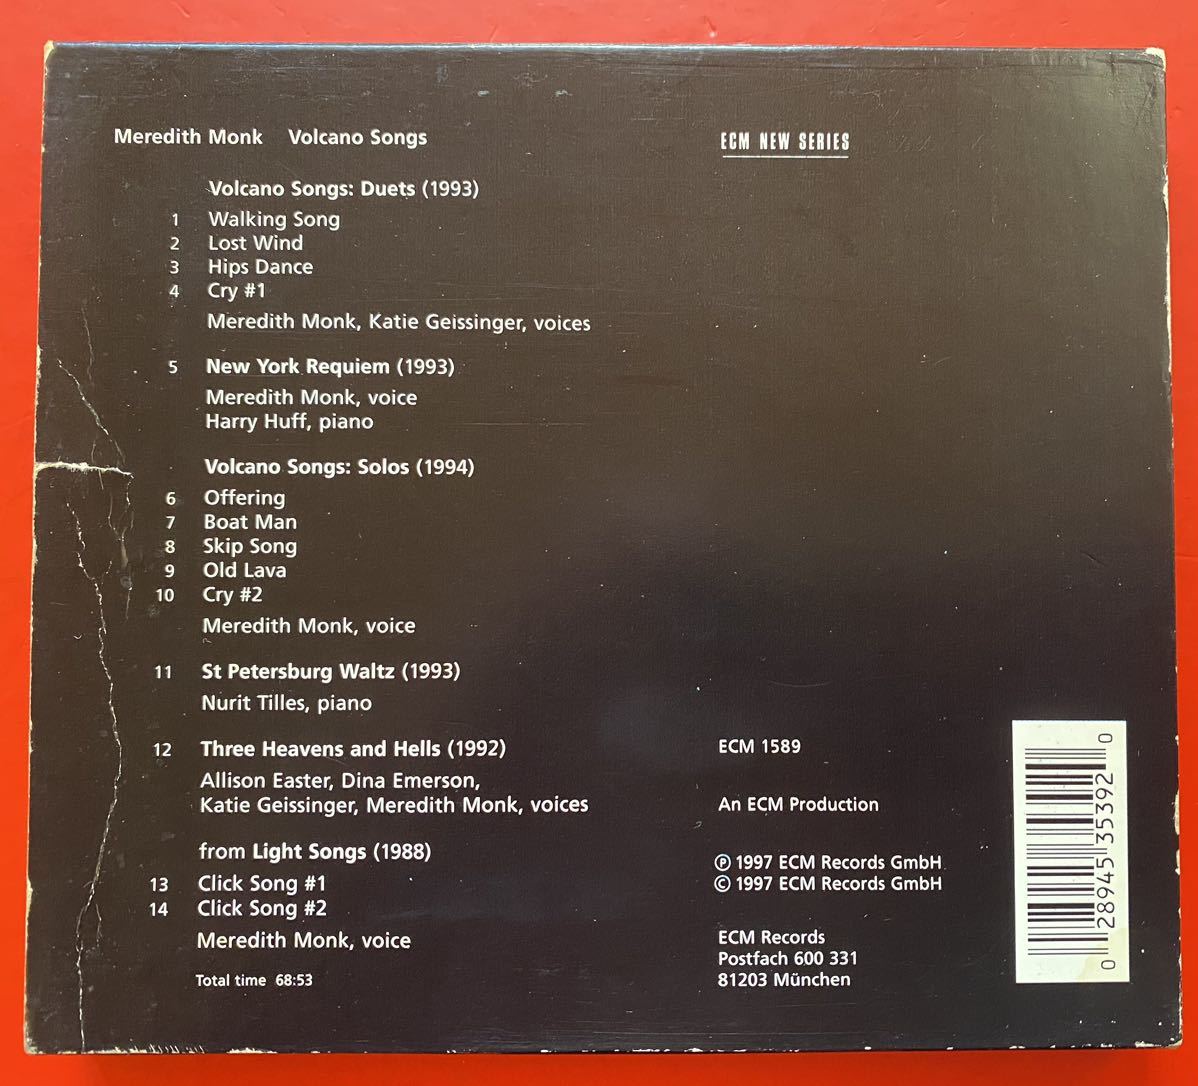 Meredith Monk Volcano Songs
ECM NEW SERIES
Volcano Songs: Duets (1993)
1 Walking Song
2 Lost Wind
3 Hips Dance
4 Cry #1
Meredith Monk, Katie Geissinger, voices
5 New York Requiem (1993)
Meredith Monk, voice
Harry Huff, piano
Volcano Songs: Solos (1994)
6 Offering
7 Boat Man
8 Skip Song
9 Old Lava
10 Cry #2
Meredith Monk, voice
11 St Petersburg Waltz (1993)
Nurit Tilles, piano
12 Three Heavens and Hells (1992)
Allison Easter, Dina Emerson,
Katie Geissinger, Meredith Monk, voices
from Light Songs (1988)
13 Click Song #1
14 Click Song #2
Meredith Monk, voice
Total time 68:53
ECM 1589
An ECM Production
℗ 1997 ECM Records GmbH
© 1997 ECM Records GmbH
ECM Records
Postfach 600 331
81203 München
0 28945 35392 0